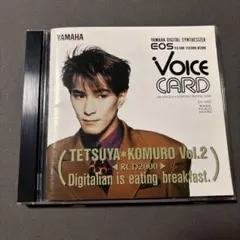 YAMAHA
YAMAHA DIGITAL SYNTHESIZER
EOS
VOICE
CARD
TETSUYA★KOMURO Vol.2
◀RCD2000▶
Digitalian is eating breakfast.